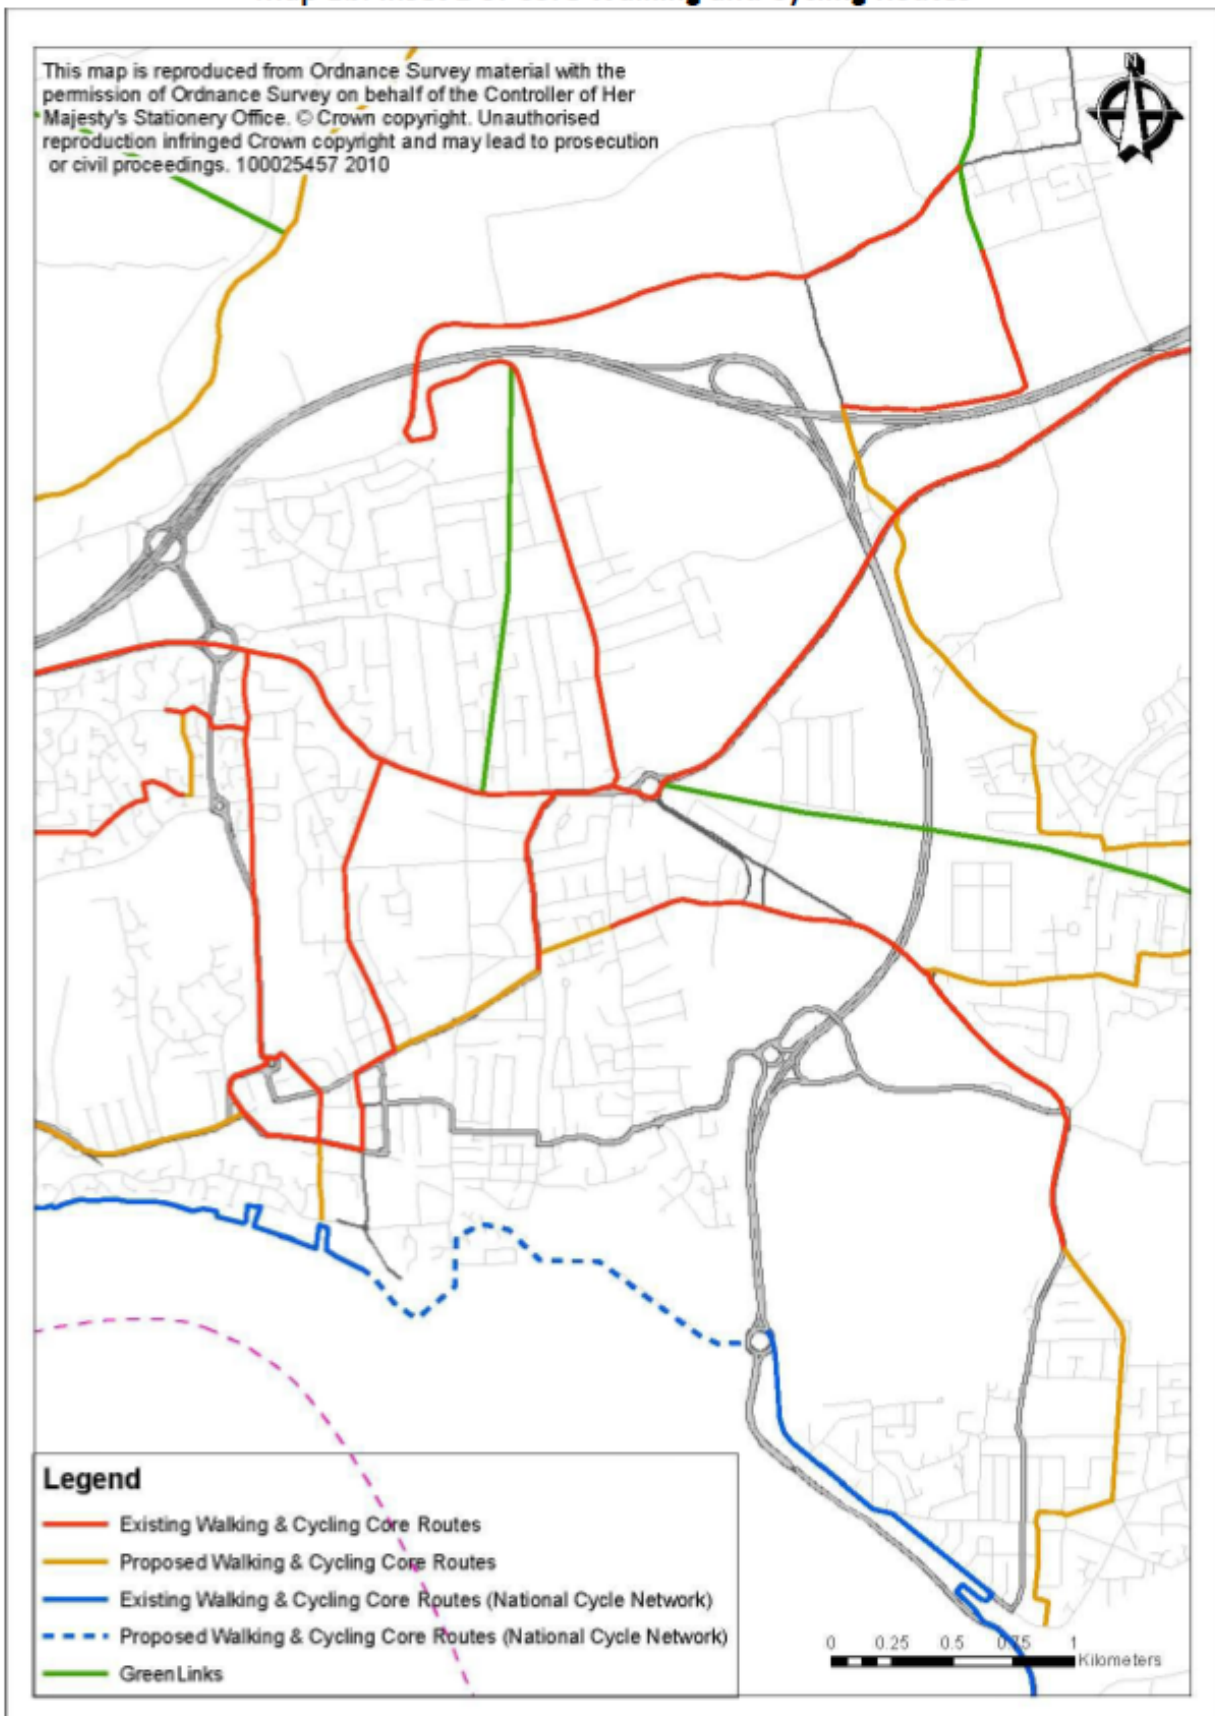 This map is reproduced from Ordnance Survey material with the
permission of Ordnance Survey on behalf of the Controller of Her
Majesty's Stationery Office. © Crown copyright. Unauthorised
reproduction infringed Crown copyright and may lead to prosecution
or civil proceedings. 100025457 2010
N
Legend
Existing Walking & Cycling Core Routes
Proposed Walking & Cycling Core Routes
Existing Walking & Cycling Core Routes (National Cycle Network)
Proposed Walking & Cycling Core Routes (National Cycle Network)
Green Links
0 0.25 0.5 0.75 1
Kilometers